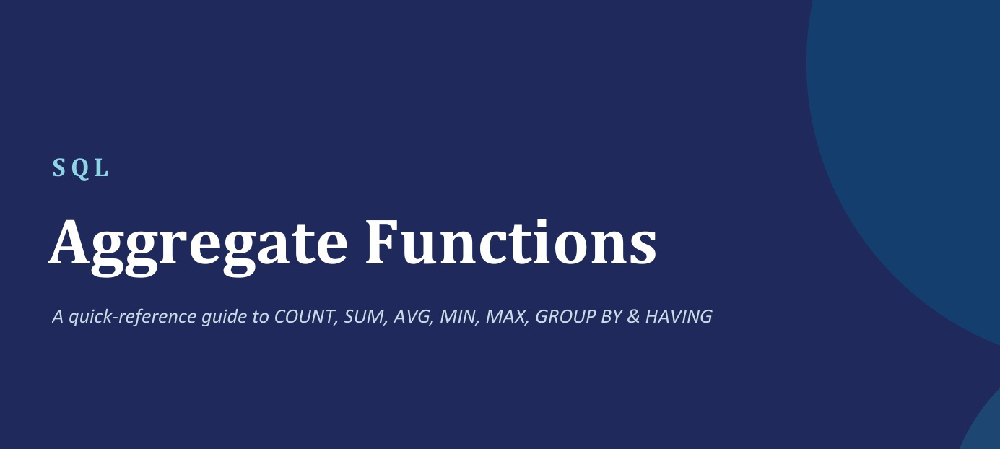 SQL
Aggregate Functions
A quick-reference guide to COUNT, SUM, AVG, MIN, MAX, GROUP BY & HAVING